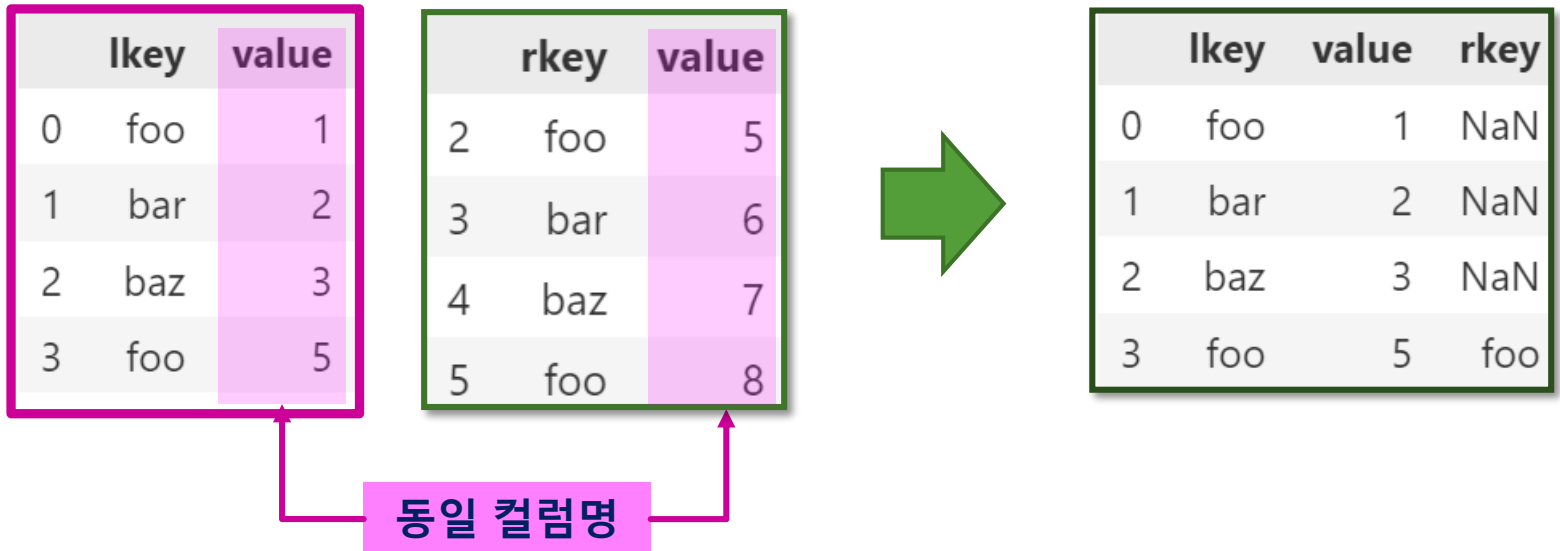 lkey value
0 foo 1
1 bar 2
2 baz 3
3 foo 5
rkey value
2 foo 5
3 bar 6
4 baz 7
5 foo 8
lkey value rkey
0 foo 1 NaN
1 bar 2 NaN
2 baz 3 NaN
3 foo 5 foo
동일 컬럼명